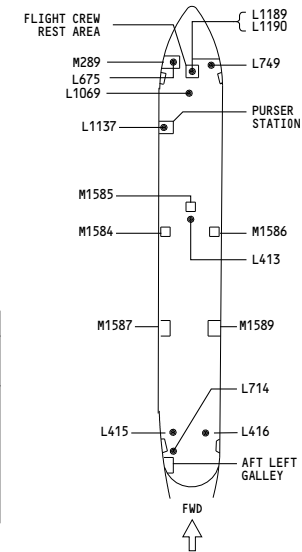 FLIGHT CREW
REST AREA
L1189
L1190
M289
L675
L749
L1069
PURSER
STATION
L1137
M1585
M1584
M1586
L413
M1587
M1589
L714
L415
L416
AFT LEFT
GALLEY
FWD